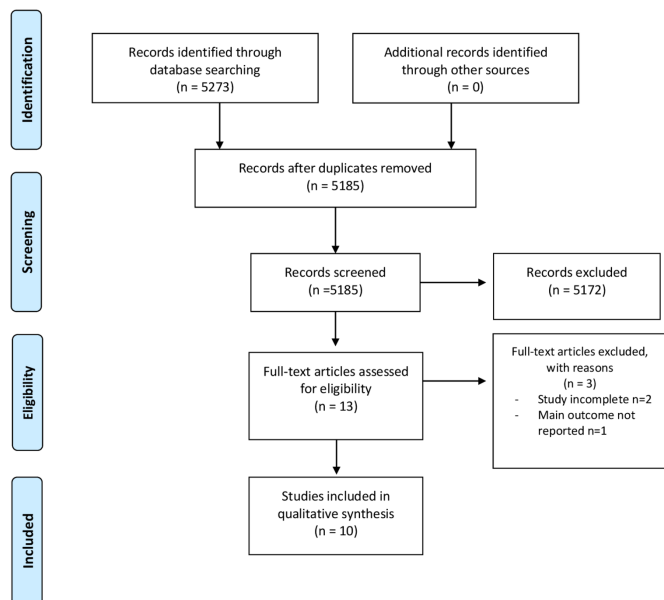 Identification
Records identified through
database searching
(n = 5273)
Additional records identified
through other sources
(n = 0)
Records after duplicates removed
(n = 5185)
Screening
Records screened
(n =5185)
Records excluded
(n = 5172)
Eligibility
Full-text articles assessed
for eligibility
(n = 13)
Full-text articles excluded,
with reasons
(n = 3)
- Study incomplete n=2
- Main outcome not
reported n=1
Included
Studies included in
qualitative synthesis
(n = 10)